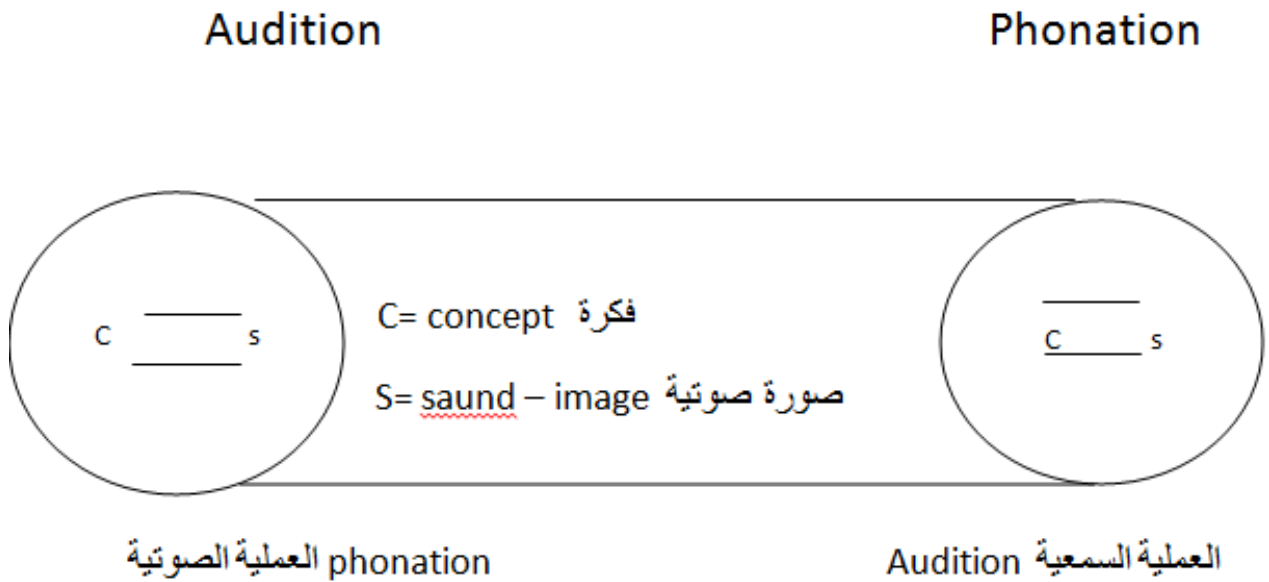 Audition
Phonation
C= concept فكرة
C s
C s
S= saund – image صورة صوتية
العملية الصوتية phonation
Audition العملية السمعية